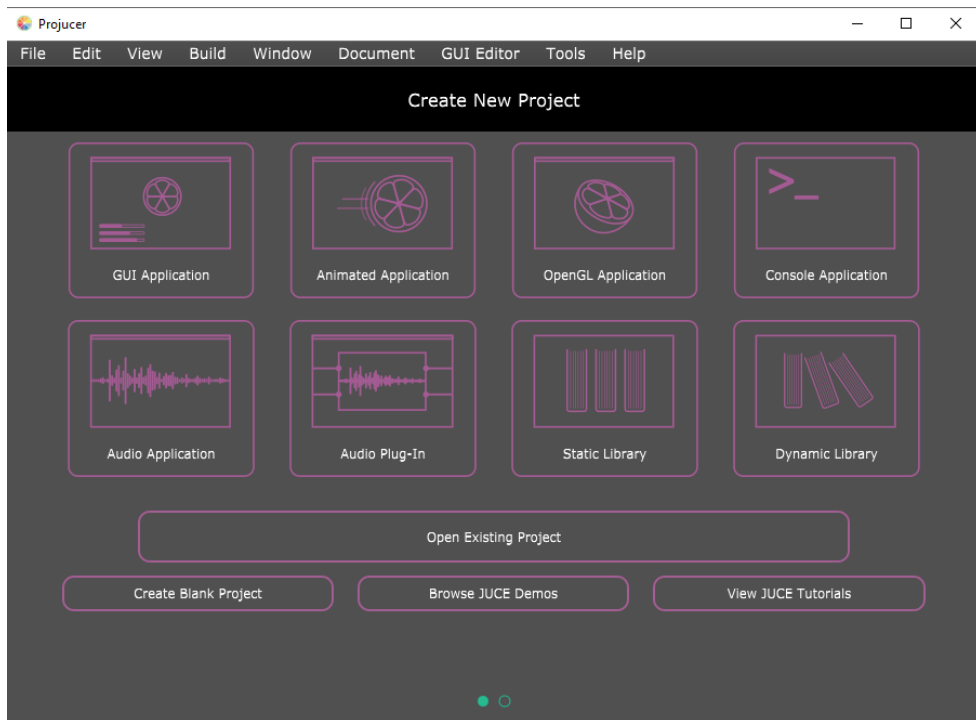 Projucer
File Edit View Build Window Document GUI Editor Tools Help
Create New Project
GUI Application Animated Application OpenGL Application Console Application
Audio Application Audio Plug-In Static Library Dynamic Library
Open Existing Project
Create Blank Project Browse JUCE Demos View JUCE Tutorials